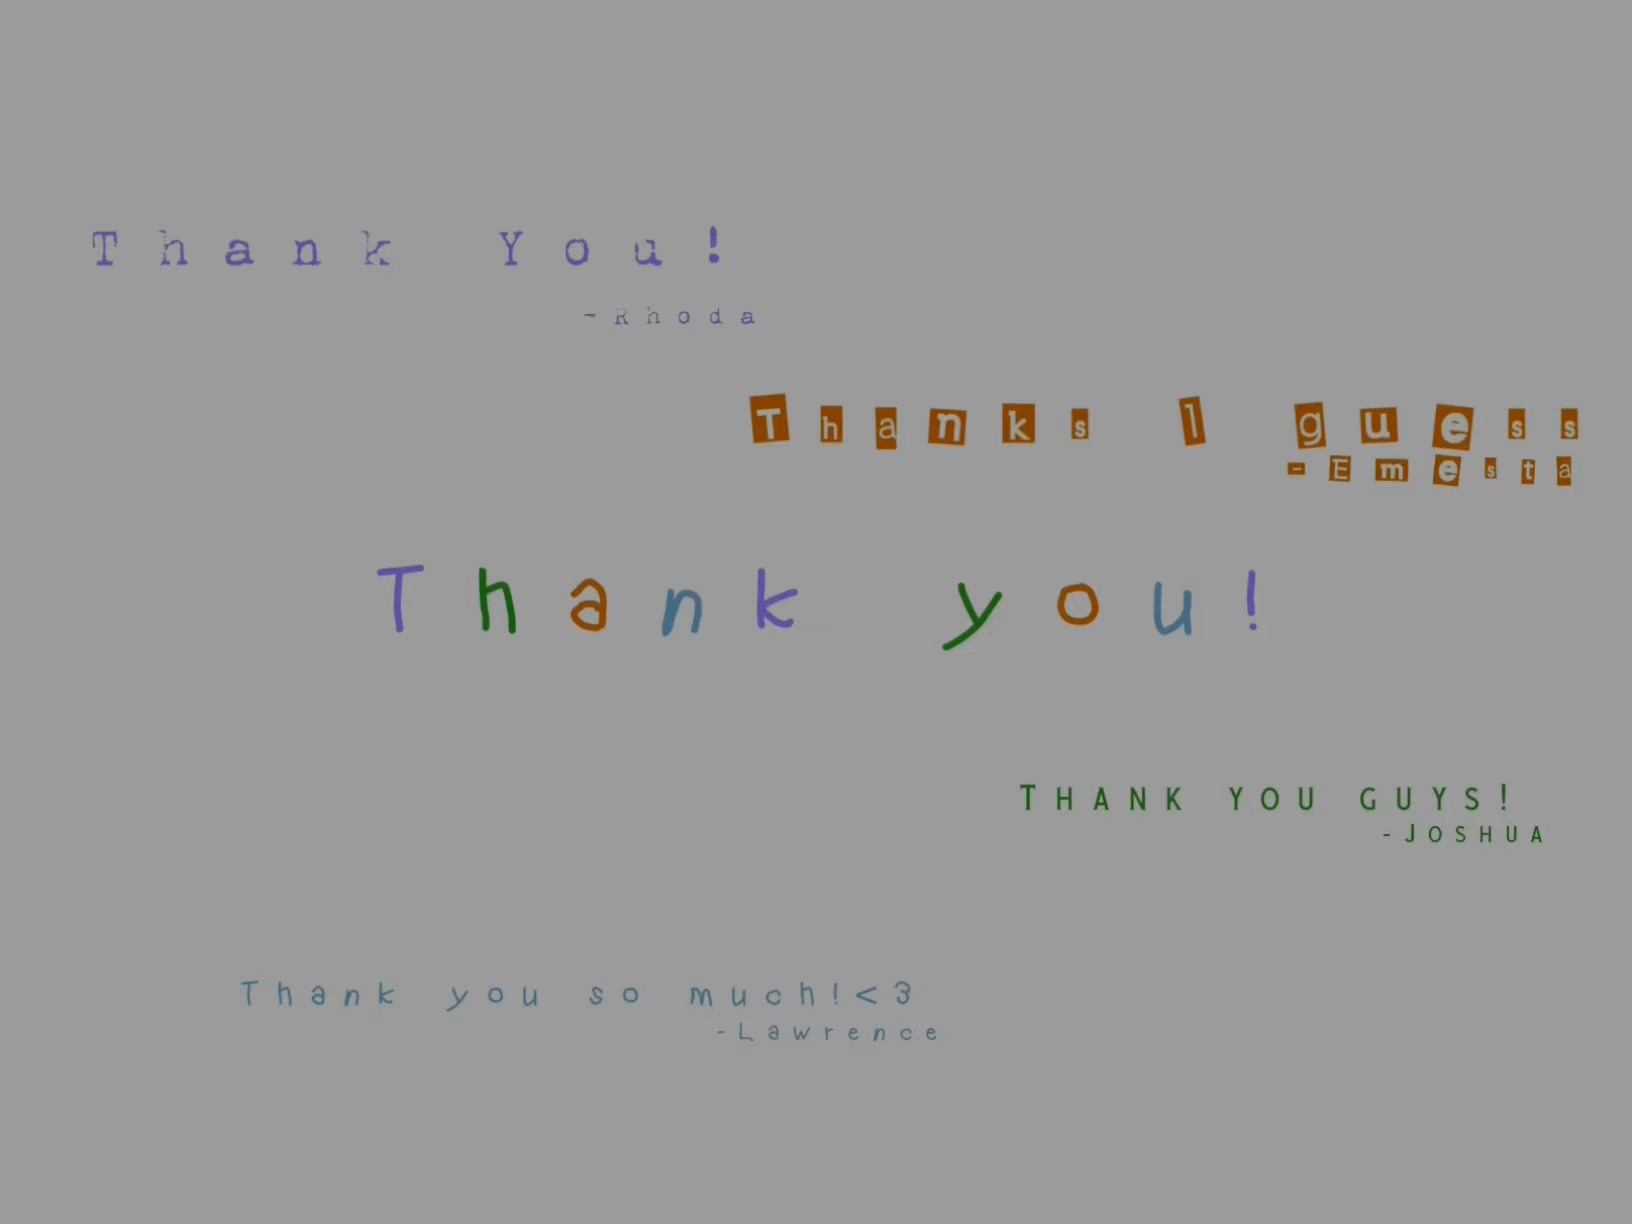 Thank You!
-Rhoda
Thanks I guess
-Emesta
Thank you!
THANK YOU GUYS!
-JOSHUA
Thank you so much!<3
-Lawrence